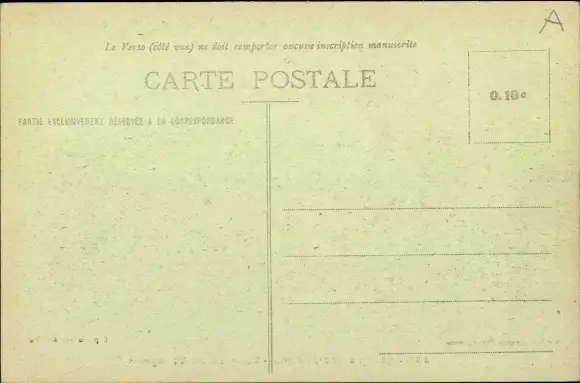 A
Le Verso (côté vue) ne doit comporter aucune inscription manuscrite
CARTE POSTALE
0.10c
PARTIE EXCLUSIVEMENT RÉSERVÉE A LA CORRESPONDANCE